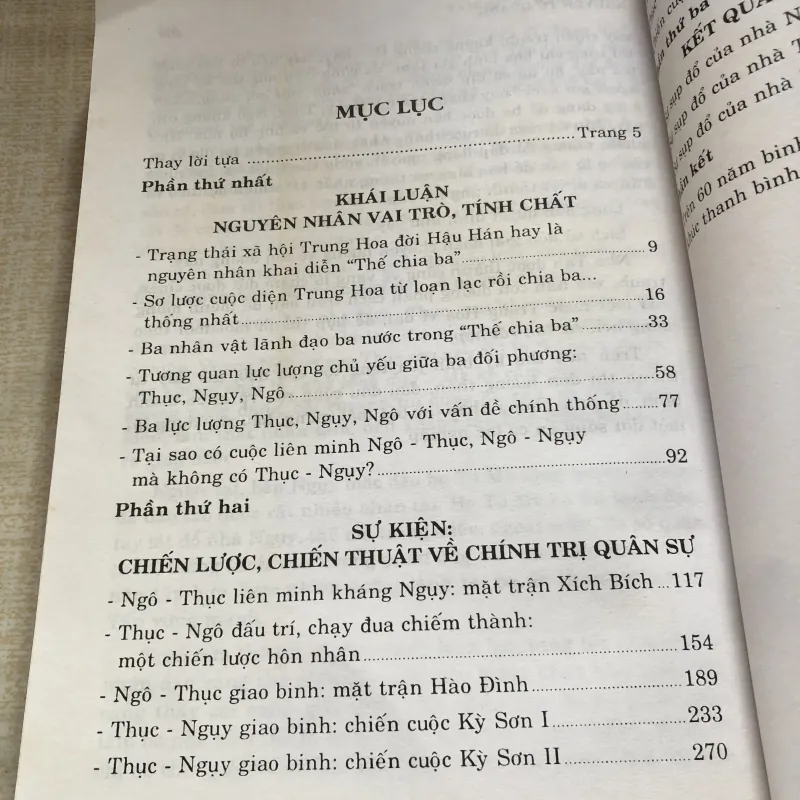 MỤC LỤC
Thay lời tựa ................ Trang 5
Phần thứ nhất
KHÁI LUẬN
NGUYÊN NHÂN VAI TRÒ, TÍNH CHẤT
- Trạng thái xã hội Trung Hoa đời Hậu Hán hay là
nguyên nhân khai diễn “Thế chia ba” ................ 9
- Sơ lược cuộc diện Trung Hoa từ loạn lạc rồi chia ba...
thống nhất ................ 16
- Ba nhân vật lãnh đạo ba nước trong “Thế chia ba” ................ 33
- Tương quan lực lượng chủ yếu giữa ba đối phương:
Thục, Ngụy, Ngô ................ 58
- Ba lực lượng Thục, Ngụy, Ngô với vấn đề chính thống ......... 77
- Tại sao có cuộc liên minh Ngô - Thục, Ngô - Ngụy
mà không có Thục - Ngụy? ................ 92
Phần thứ hai
SỰ KIỆN:
CHIẾN LƯỢC, CHIẾN THUẬT VỀ CHÍNH TRỊ QUÂN SỰ
- Ngô - Thục liên minh kháng Ngụy: mặt trận Xích Bích ... 117
- Thục - Ngô đấu trí, chạy đua chiếm thành:
một chiến lược hôn nhân ................ 154
- Ngô - Thục giao binh: mặt trận Hào Đình ................ 189
- Thục - Ngụy giao binh: chiến cuộc Kỳ Sơn I ................ 233
- Thục - Ngụy giao binh: chiến cuộc Kỳ Sơn II ................ 270
thứ ba
KẾT QUẢ
sụp đổ của nhà N
sụp đổ của nhà T
sụp đổ của nhà
kết
60 năm binh
thanh bình